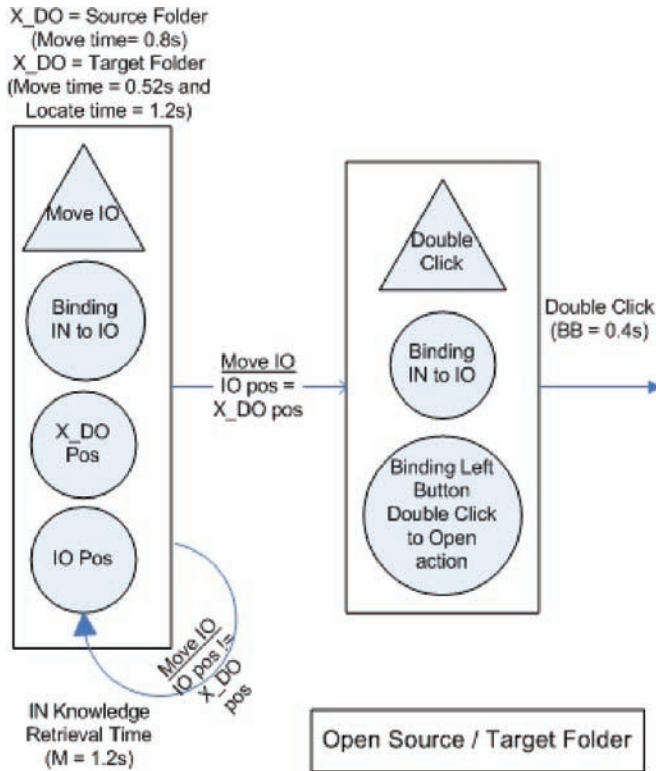 X_DO = Source Folder
(Move time= 0.8s)
X_DO = Target Folder
(Move time = 0.52s and
Locate time = 1.2s)
Move IO
Binding
IN to IO
X_DO
Pos
IO Pos
Move IO
IO pos !=
X_DO
pos
IN Knowledge
Retrieval Time
(M = 1.2s)
Move IO
IO pos =
X_DO pos
Double
Click
Binding
IN to IO
Binding Left
Button
Double Click
to Open
action
Double Click
(BB = 0.4s)
Open Source / Target Folder